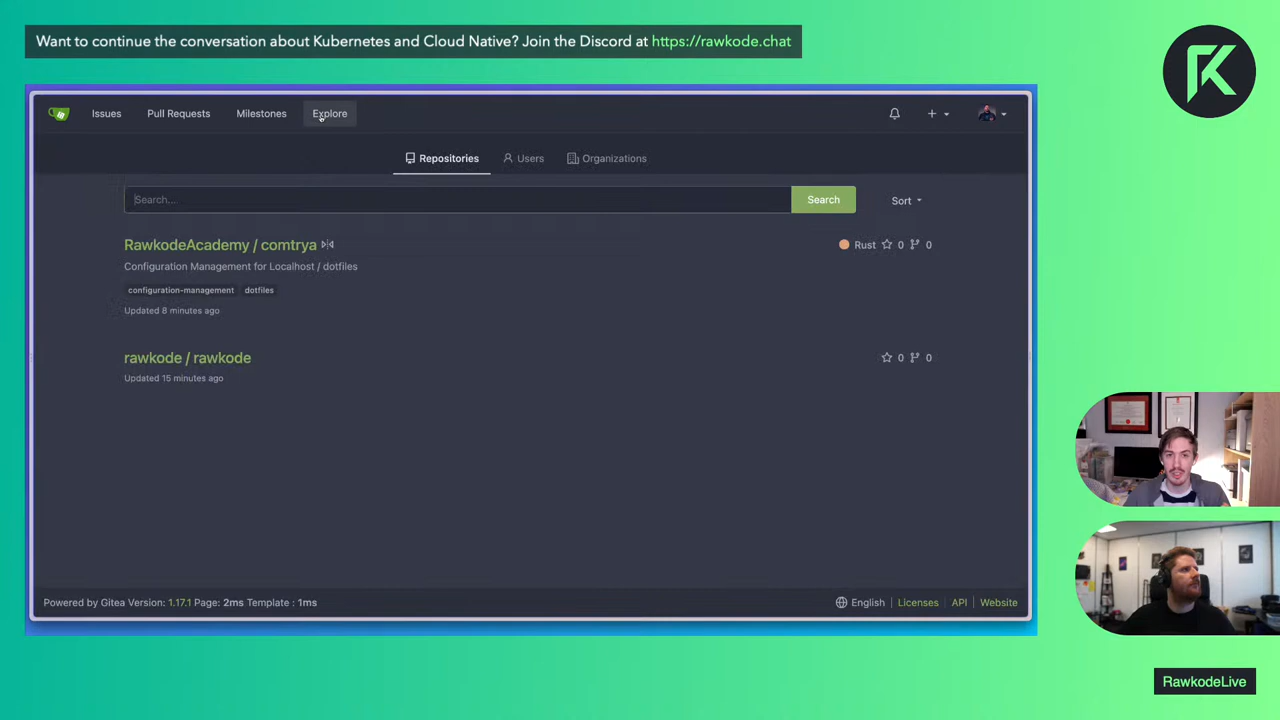 Want to continue the conversation about Kubernetes and Cloud Native? Join the Discord at https://rawkode.chat
Issues Pull Requests Milestones Explore
Repositories Users Organizations
Search... Search Sort
RawkodeAcademy / comtrya Rust 0 0
Configuration Management for Localhost / dotfiles
configuration-management dotfiles
Updated 8 minutes ago
rawkode / rawkode 0 0
Updated 15 minutes ago
Powered by Gitea Version: 1.17.1 Page: 2ms Template : 1ms English Licenses API Website
RawkodeLive